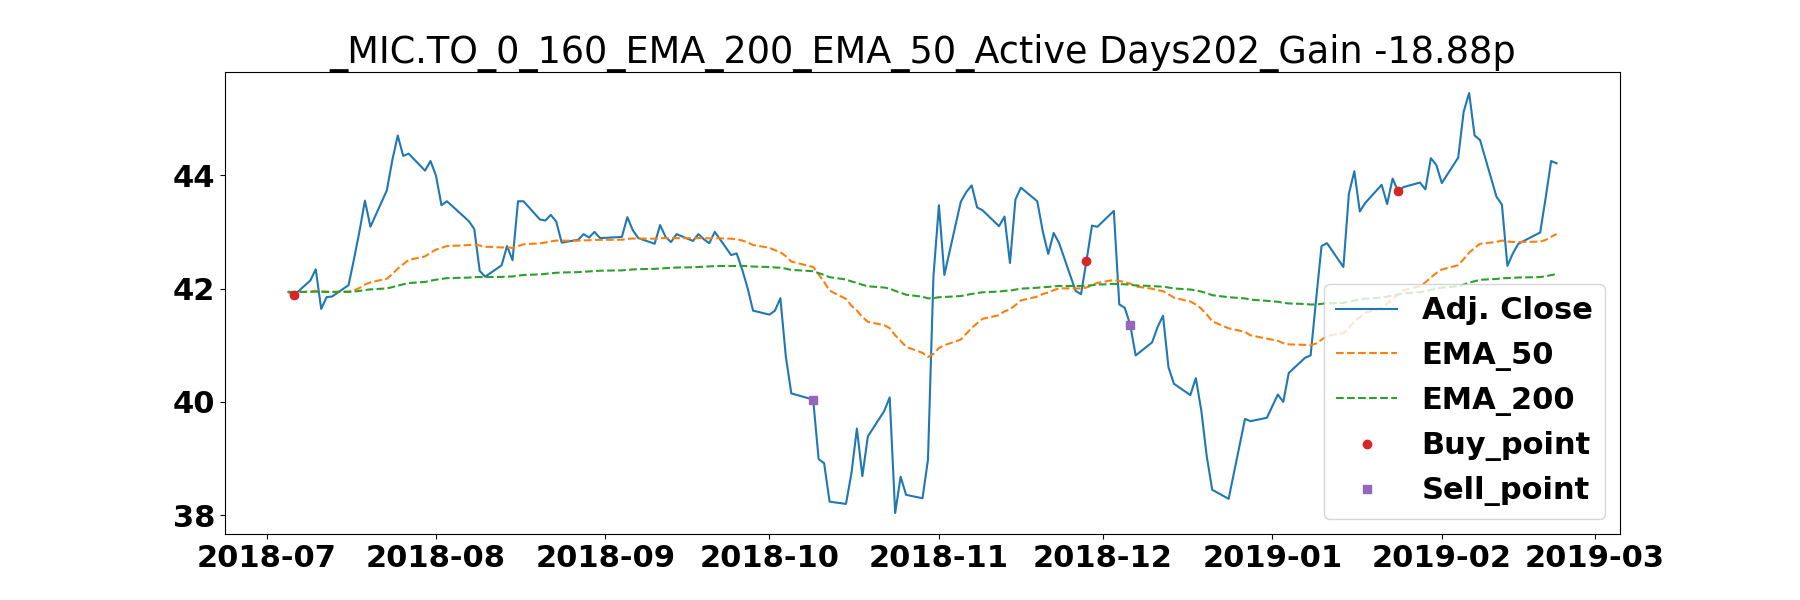 _MIC.TO_0_160_EMA_200_EMA_50_Active Days202_Gain -18.88p
44
42
40
38
Adj. Close
EMA_50
EMA_200
Buy_point
Sell_point
2018-07 2018-08 2018-09 2018-10 2018-11 2018-12 2019-01 2019-02 2019-03